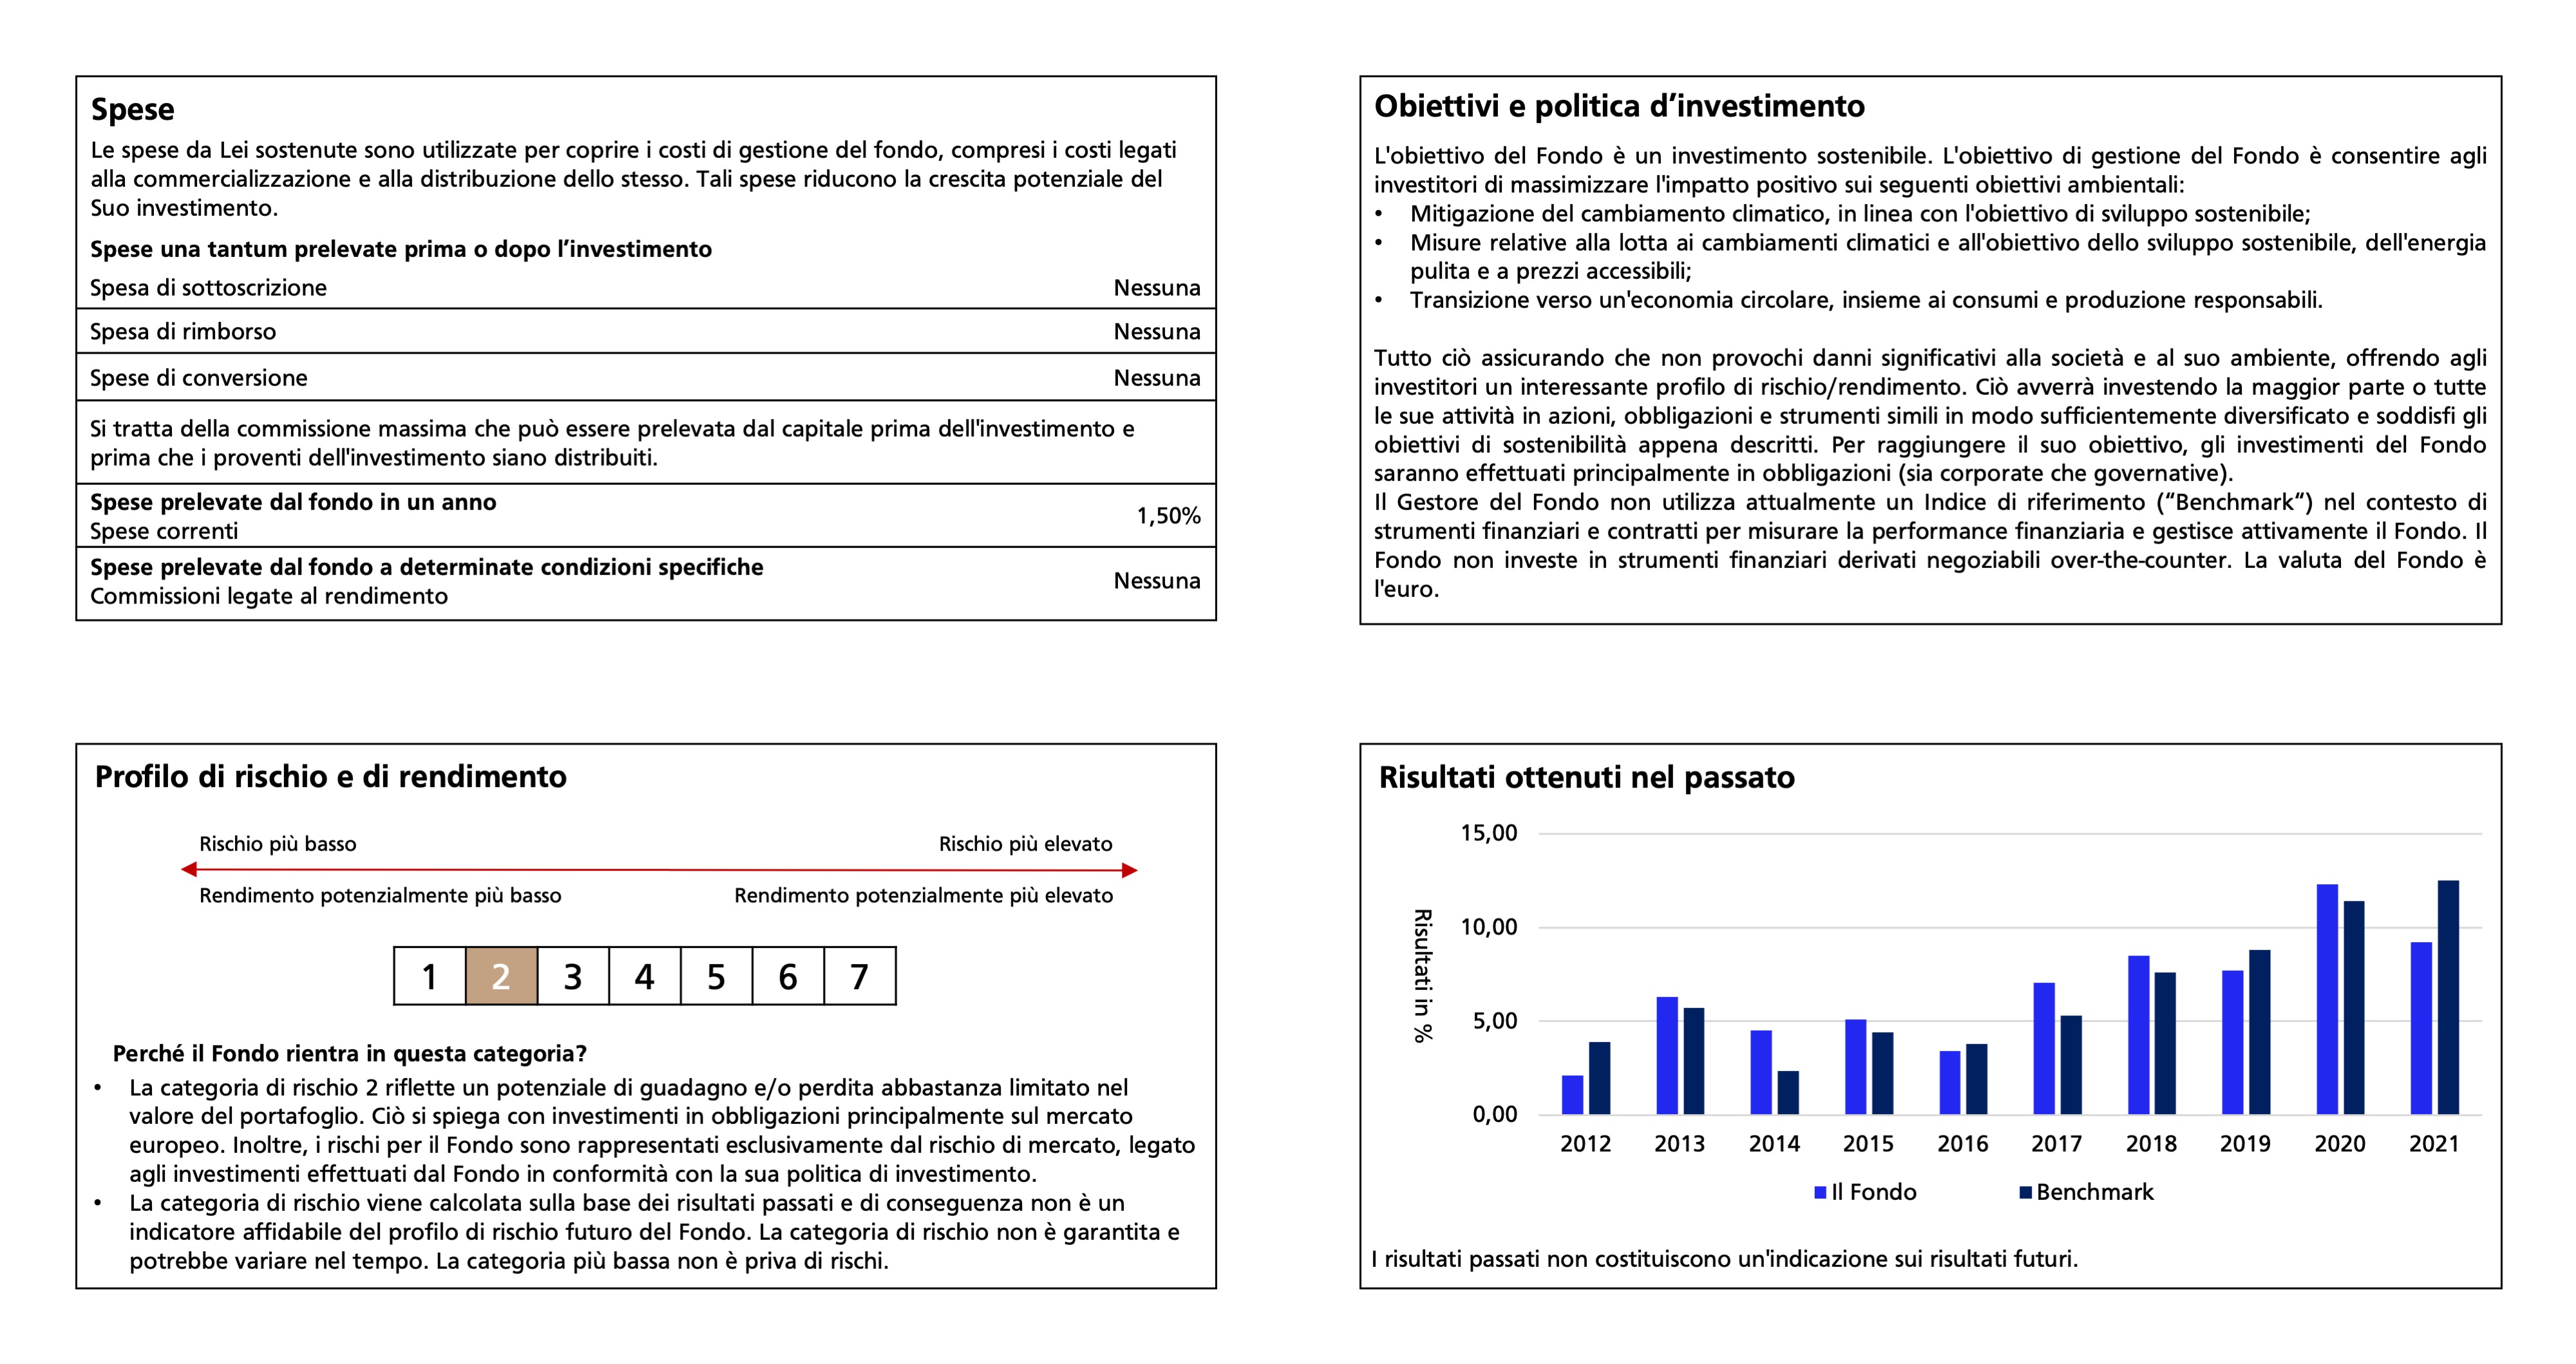 Spese
Le spese da Lei sostenute sono utilizzate per coprire i costi di gestione del fondo, compresi i costi legati
alla commercializzazione e alla distribuzione dello stesso. Tali spese riducono la crescita potenziale del
Suo investimento.
Spese una tantum prelevate prima o dopo l’investimento
Spesa di sottoscrizione Nessuna
Spesa di rimborso Nessuna
Spese di conversione Nessuna
Si tratta della commissione massima che può essere prelevata dal capitale prima dell'investimento e
prima che i proventi dell'investimento siano distribuiti.
Spese prelevate dal fondo in un anno
Spese correnti 1,50%
Spese prelevate dal fondo a determinate condizioni specifiche
Commissioni legate al rendimento Nessuna
Obiettivi e politica d’investimento
L'obiettivo del Fondo è un investimento sostenibile. L'obiettivo di gestione del Fondo è consentire agli
investitori di massimizzare l'impatto positivo sui seguenti obiettivi ambientali:
• Mitigazione del cambiamento climatico, in linea con l'obiettivo di sviluppo sostenibile;
• Misure relative alla lotta ai cambiamenti climatici e all'obiettivo dello sviluppo sostenibile, dell'energia
pulita e a prezzi accessibili;
• Transizione verso un'economia circolare, insieme ai consumi e produzione responsabili.
Tutto ciò assicurando che non provochi danni significativi alla società e al suo ambiente, offrendo agli
investitori un interessante profilo di rischio/rendimento. Ciò avverrà investendo la maggior parte o tutte
le sue attività in azioni, obbligazioni e strumenti simili in modo sufficientemente diversificato e soddisfi gli
obiettivi di sostenibilità appena descritti. Per raggiungere il suo obiettivo, gli investimenti del Fondo
saranno effettuati principalmente in obbligazioni (sia corporate che governative).
Il Gestore del Fondo non utilizza attualmente un Indice di riferimento (“Benchmark“) nel contesto di
strumenti finanziari e contratti per misurare la performance finanziaria e gestisce attivamente il Fondo. Il
Fondo non investe in strumenti finanziari derivati negoziabili over-the-counter. La valuta del Fondo è
l'euro.
Profilo di rischio e di rendimento
Rischio più basso Rischio più elevato
Rendimento potenzialmente più basso Rendimento potenzialmente più elevato
1 2 3 4 5 6 7
Perché il Fondo rientra in questa categoria?
• La categoria di rischio 2 riflette un potenziale di guadagno e/o perdita abbastanza limitato nel
valore del portafoglio. Ciò si spiega con investimenti in obbligazioni principalmente sul mercato
europeo. Inoltre, i rischi per il Fondo sono rappresentati esclusivamente dal rischio di mercato, legato
agli investimenti effettuati dal Fondo in conformità con la sua politica di investimento.
• La categoria di rischio viene calcolata sulla base dei risultati passati e di conseguenza non è un
indicatore affidabile del profilo di rischio futuro del Fondo. La categoria di rischio non è garantita e
potrebbe variare nel tempo. La categoria più bassa non è priva di rischi.
Risultati ottenuti nel passato
Risultati in %
15,00
10,00
5,00
0,00
2012 2013 2014 2015 2016 2017 2018 2019 2020 2021
Il Fondo Benchmark
I risultati passati non costituiscono un'indicazione sui risultati futuri.